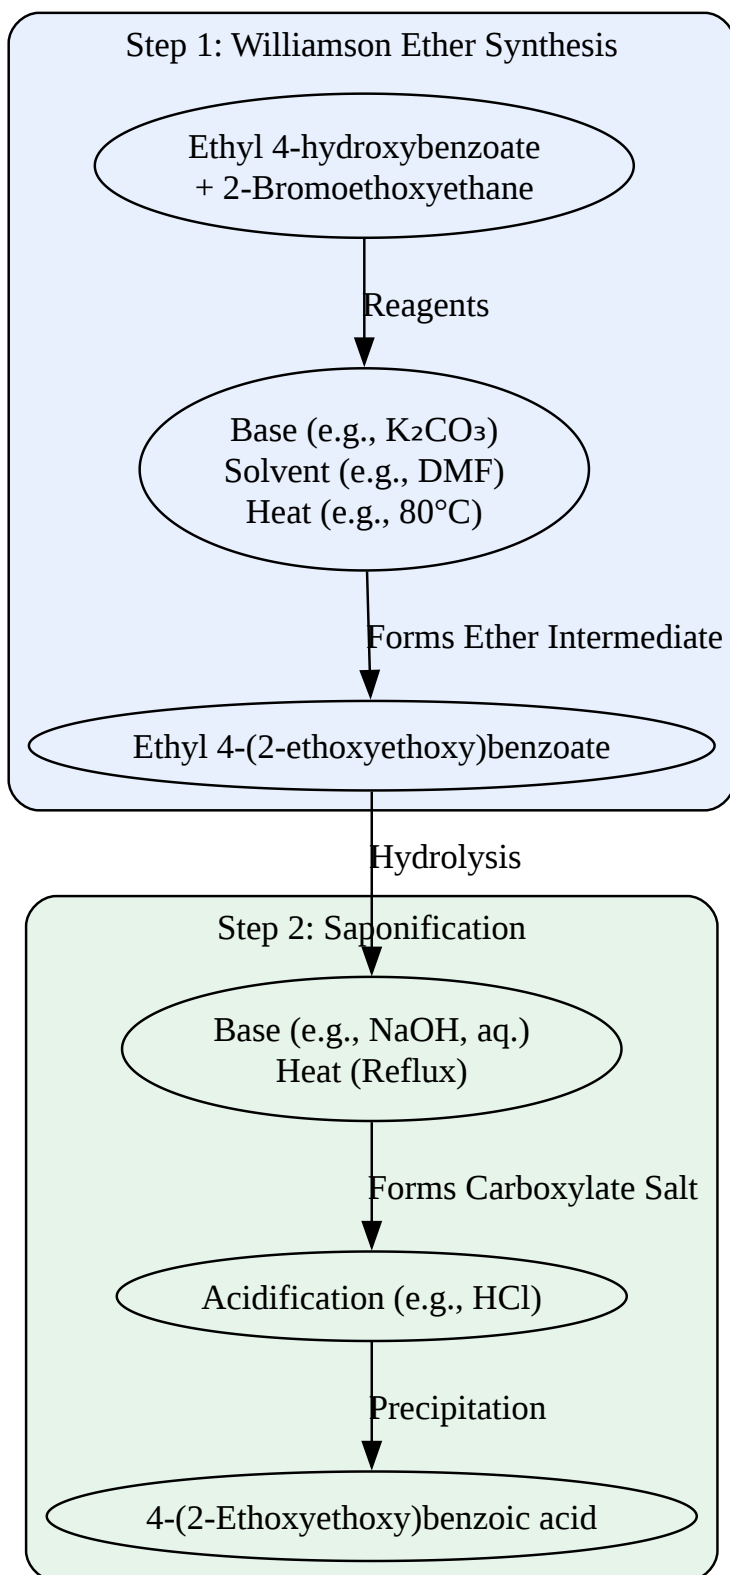 Step 1: Williamson Ether Synthesis
Ethyl 4-hydroxybenzoate
+ 2-Bromoethoxyethane
Reagents
Base (e.g., K₂CO₃)
Solvent (e.g., DMF)
Heat (e.g., 80°C)
Forms Ether Intermediate
Ethyl 4-(2-ethoxyethoxy)benzoate
Hydrolysis
Step 2: Saponification
Base (e.g., NaOH, aq.)
Heat (Reflux)
Forms Carboxylate Salt
Acidification (e.g., HCl)
Precipitation
4-(2-Ethoxyethoxy)benzoic acid